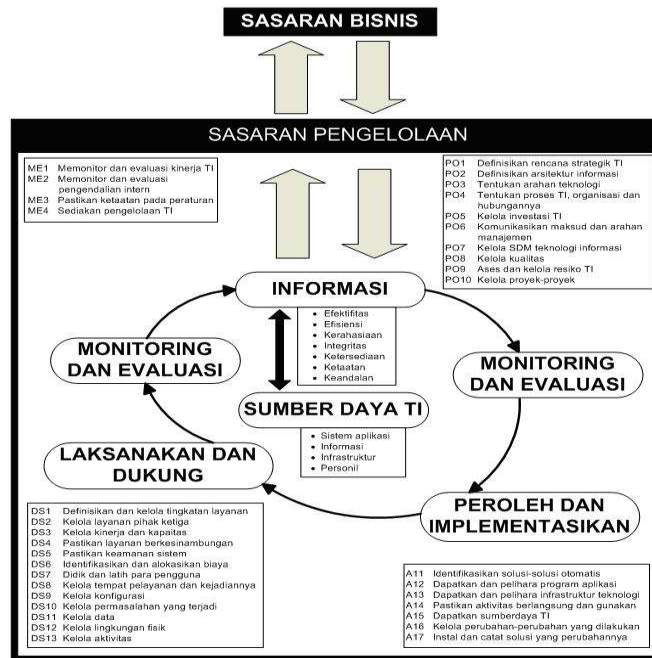 SASARAN BISNIS
SASARAN PENGELOLAAN
ME1 Memonitor dan evaluasi kinerja TI
ME2 Memonitor dan evaluasi
pengendalian intern
ME3 Pastikan ketaatan pada peraturan
ME4 Sediakan pengelolaan TI
PO1 Definisikan rencana strategik TI
PO2 Definisikan arsitektur informasi
PO3 Tentukan arahan teknologi
PO4 Tentukan proses TI, organisasi dan
hubungannya
PO5 Kelola investasi TI
PO6 Komunikasikan maksud dan arahan
manajemen
PO7 Kelola SDM teknologi informasi
PO8 Kelola kualitas
PO9 Ases dan kelola resiko TI
PO10 Kelola proyek-proyek
INFORMASI
• Efektifitas
• Efisiensi
• Kerahasiaan
• Integritas
• Ketersediaan
• Ketaatan
• Keandalan
MONITORING
DAN EVALUASI
MONITORING
DAN EVALUASI
SUMBER DAYA TI
• Sistem aplikasi
• Informasi
• Infrastruktur
• Personil
LAKSANAKAN DAN
DUKUNG
PEROLEH DAN
IMPLEMENTASIKAN
DS1 Definisikan dan kelola tingkatan layanan
DS2 Kelola layanan pihak ketiga
DS3 Kelola kinerja dan kapaitas
DS4 Pastikan layanan berkesinambungan
DS5 Pastikan keamanan sistem
DS6 Identifikasikan dan alokasikan biaya
DS7 Didik dan latih para pengguna
DS8 Kelola tempat pelayanan dan kejadiannya
DS9 Kelola konfigurasi
DS10 Kelola permasalahan yang terjadi
DS11 Kelola data
DS12 Kelola lingkungan fisik
DS13 Kelola aktivitas
A11 Identifikasikan solusi-solusi otomatis
A12 Dapatkan dan pelihara program aplikasi
A13 Dapatkan dan pelihara infrastruktur teknologi
A14 Pastikan aktivitas berlangsung dan gunakan
A15 Dapatkan sumberdaya TI
A16 Kelola perubahan-perubahan yang dilakukan
A17 Instal dan catat solusi yang perubahannya